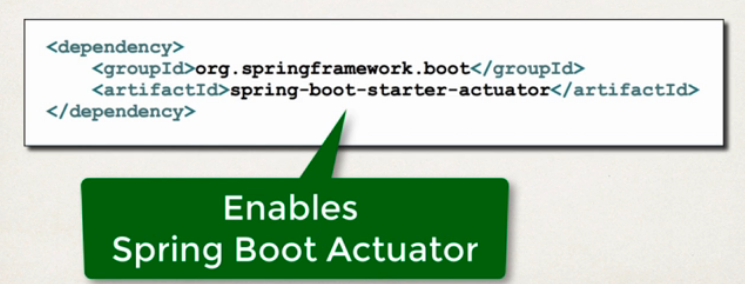 <dependency>
<groupId>org.springframework.boot</groupId>
<artifactId>spring-boot-starter-actuator</artifactId>
</dependency>
Enables
Spring Boot Actuator